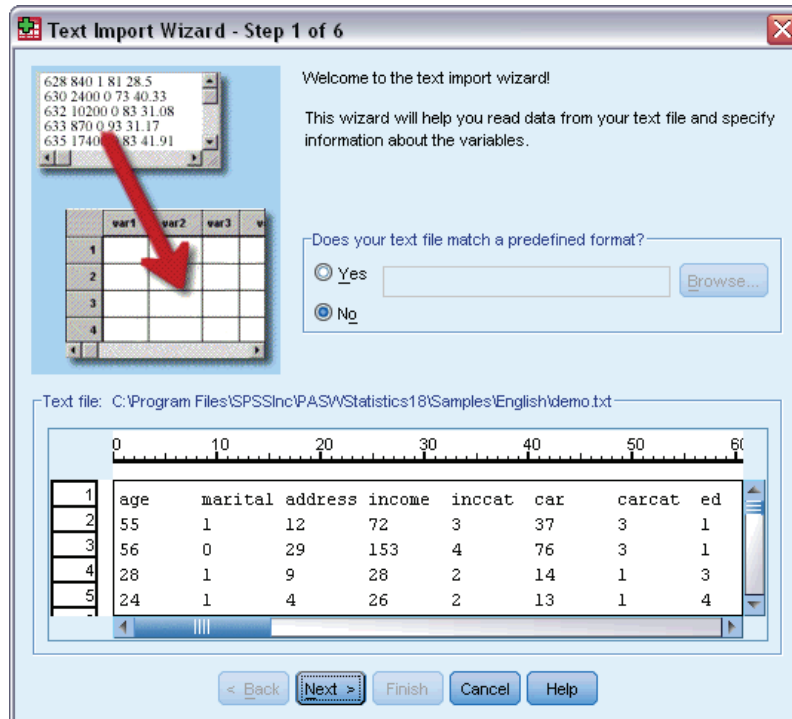 Text Import Wizard - Step 1 of 6
628 840 1 81 28.5
630 2400 0 73 40.33
632 10200 0 83 31.08
633 870 0 93 31.17
635 1740 83 41.91
var1 var2 var3
1
2
3
4
Welcome to the text import wizard!
This wizard will help you read data from your text file and specify
information about the variables.
Does your text file match a predefined format?
Yes
Browse...
No
Text file: C:\Program Files\SPSSInc\PASWStatistics18\Samples\English\demo.txt
0 10 20 30 40 50 60
1 age marital address income inccat car carcat ed
2 55 1 12 72 3 37 3 1
3 56 0 29 153 4 76 3 1
4 28 1 9 28 2 14 1 3
5 24 1 4 26 2 13 1 4
< Back Next > Finish Cancel Help